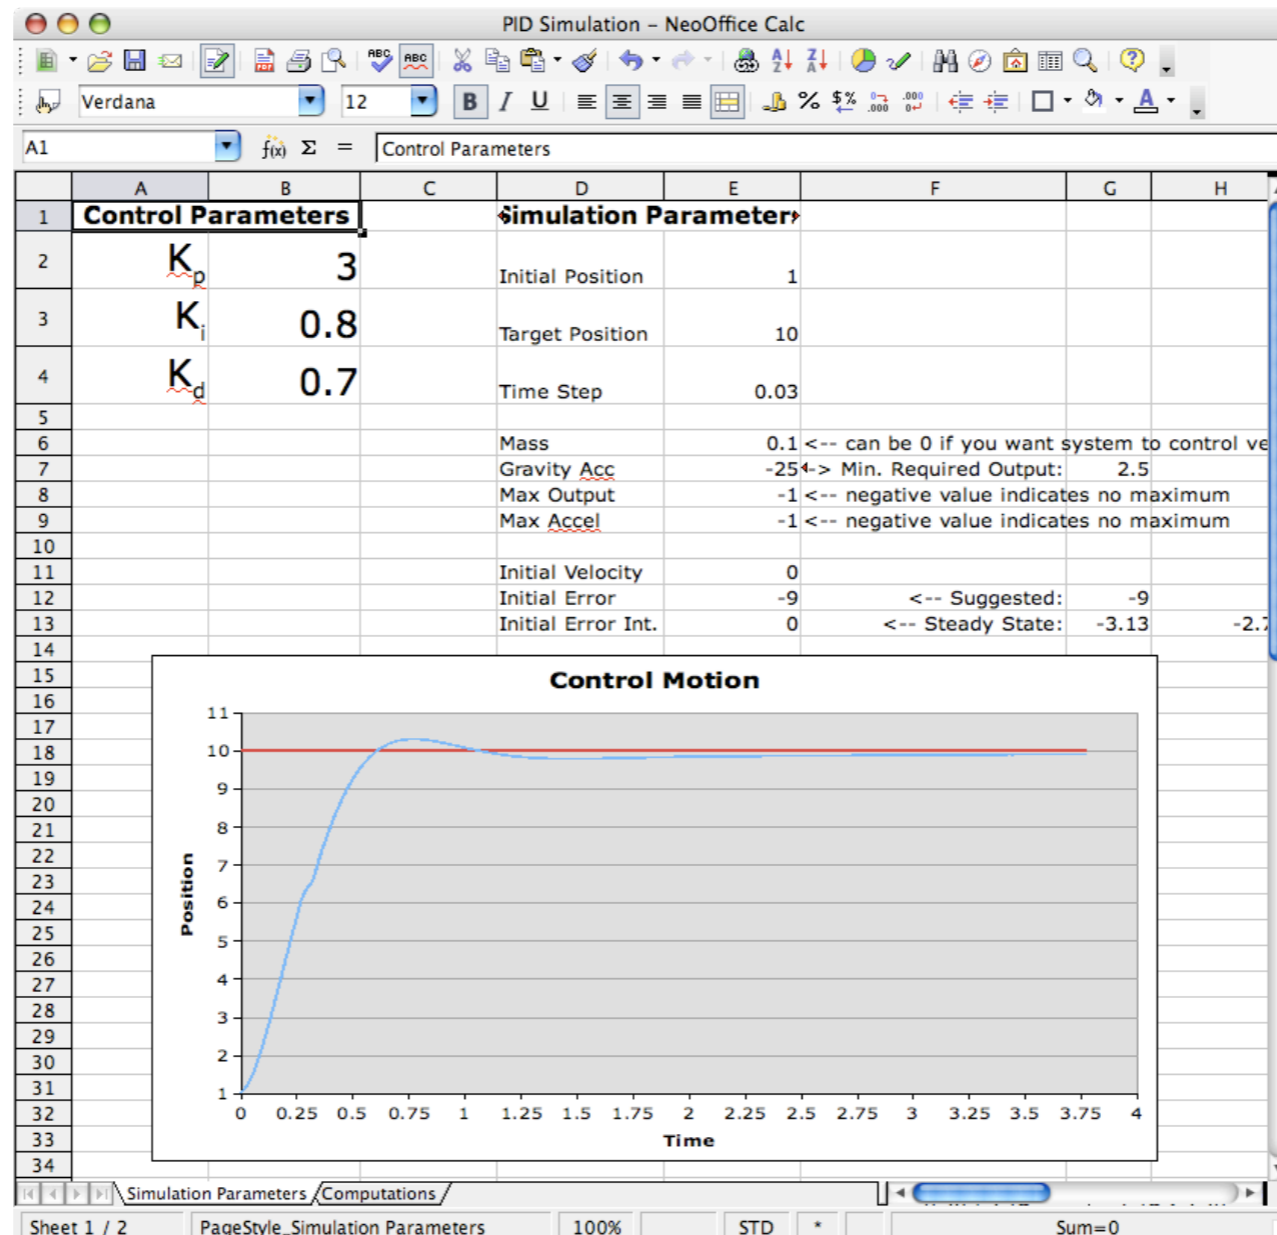 PID Simulation – NeoOffice Calc
Verdana 12 B I U
A1 f(x) Σ = Control Parameters
A B C D E F G H
1 Control Parameters Simulation Parameter
2 Kp 3 Initial Position 1
3 Ki 0.8 Target Position 10
4 Kd 0.7 Time Step 0.03
5
6 Mass 0.1 <-- can be 0 if you want system to control ve
7 Gravity Acc -25 -> Min. Required Output: 2.5
8 Max Output -1 <-- negative value indicates no maximum
9 Max Accel -1 <-- negative value indicates no maximum
10
11 Initial Velocity 0
12 Initial Error -9 <-- Suggested: -9
13 Initial Error Int. 0 <-- Steady State: -3.13 -2.7
14
15 Control Motion
16 11
17
18 10
19 9
20
21 8
22 7
23
24 6
25 5
26
27 4
28 3
29
30 2
31 1
32 0 0.25 0.5 0.75 1 1.25 1.5 1.75 2 2.25 2.5 2.75 3 3.25 3.5 3.75 4
33 Time
34
Position
Simulation Parameters Computations
Sheet 1 / 2 PageStyle_Simulation Parameters 100% STD * Sum=0